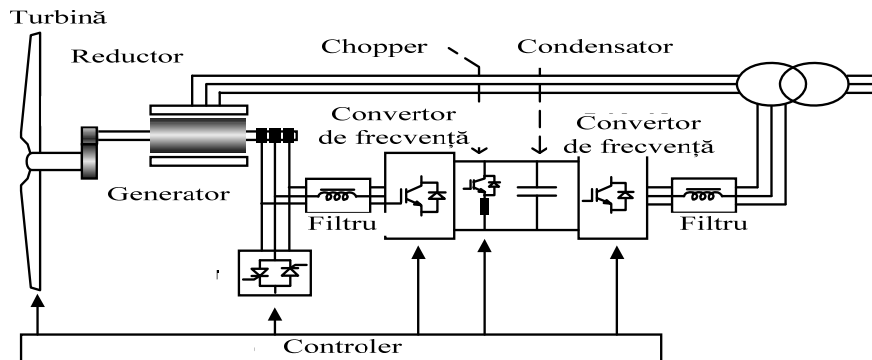 Turbină
Reductor
Chopper
Condensator
Convertor
de frecvență
Convertor
de frecvență
Generator
Filtru
Filtru
Controler